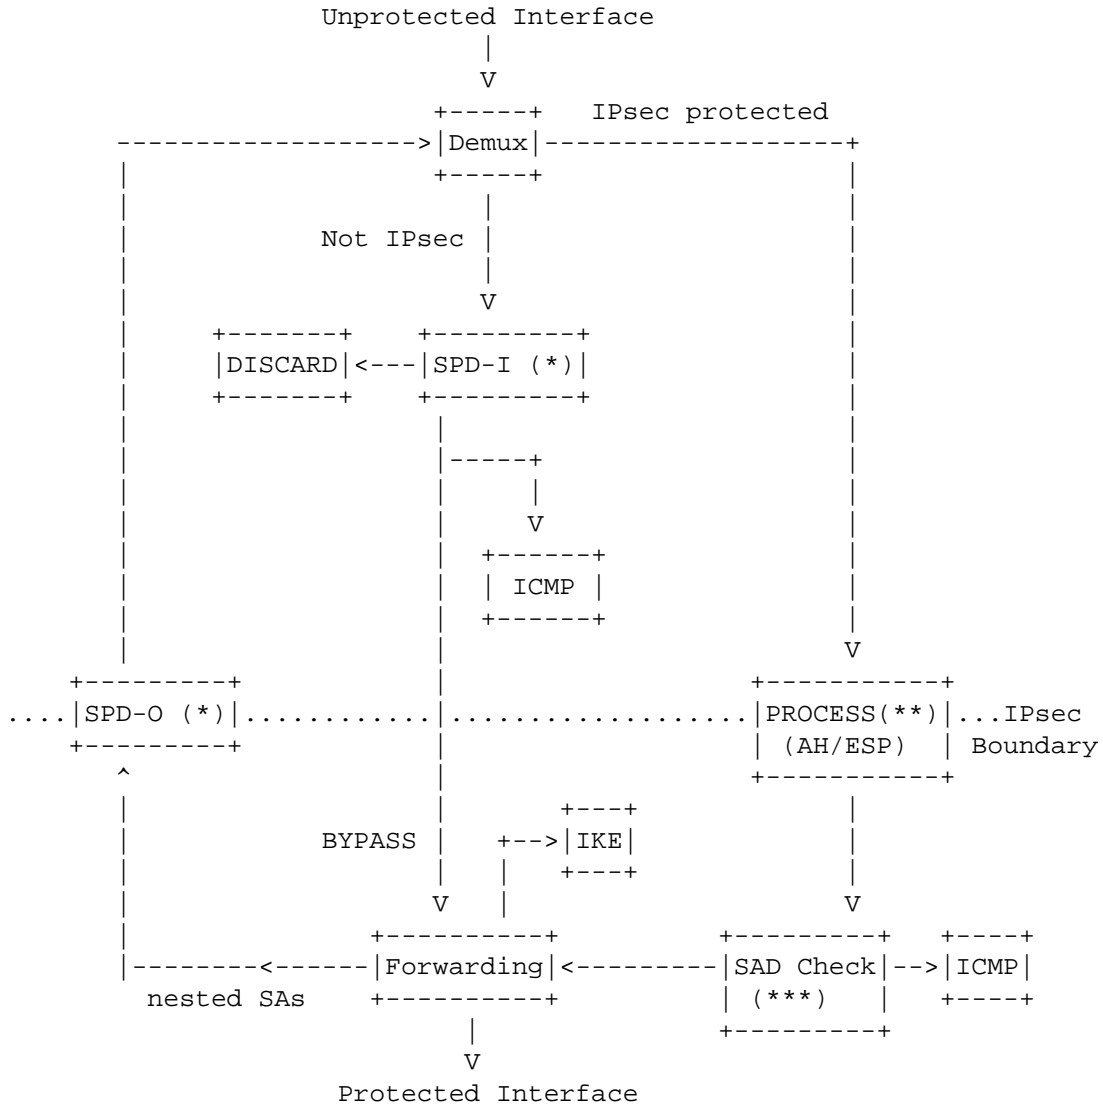 Unprotected Interface
|
V
+-----+ IPsec protected
------------------->|Demux|-------------------+
| +-----+ |
| | |
| Not IPsec | |
| | |
| V |
| +-------+ +---------+ |
| |DISCARD|<---|SPD-I (*)| |
| +-------+ +---------+ |
| | |
| |-----+ |
| | | |
| | V |
| | +------+ |
| | | ICMP | |
| | +------+ |
| | V
+---------+ | +-----------+
....|SPD-O (*)|............|...................|PROCESS(**)|...IPsec
+---------+ | | (AH/ESP) | Boundary
^ | +-----------+
| | +---+ |
| BYPASS | +-->|IKE| |
| | | +---+ |
| V | V
| +----------+ +---------+ +----+
|--------<------|Forwarding|<---------|SAD Check|-->|ICMP|
nested SAs +----------+ | (***) | +----+
| +---------+
V
Protected Interface